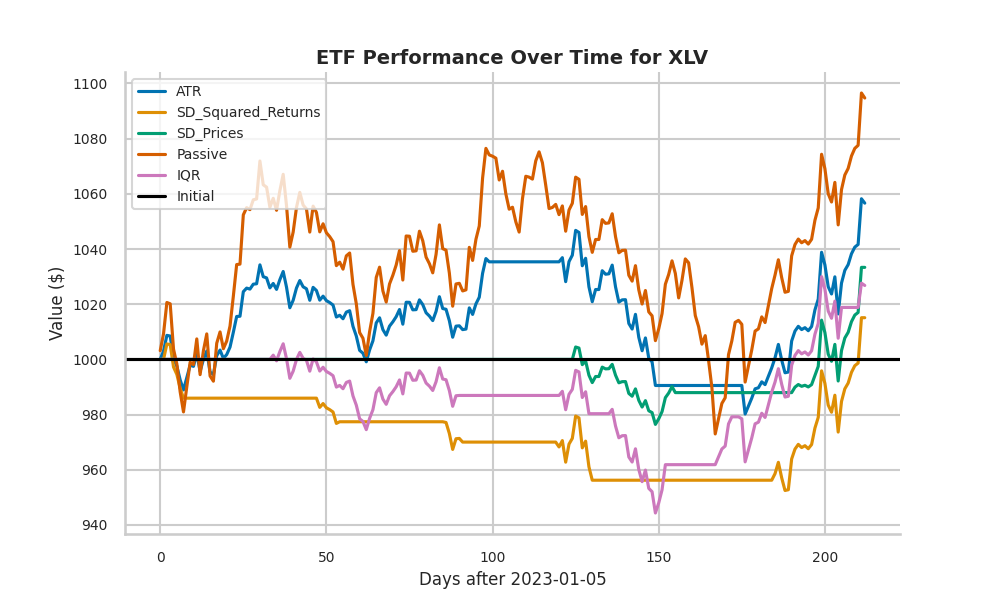 ETF Performance Over Time for XLV
Value ($)
1100
1080
1060
1040
1020
1000
980
960
940
ATR
SD_Squared_Returns
SD_Prices
Passive
IQR
Initial
0
50
100
150
200
Days after 2023-01-05